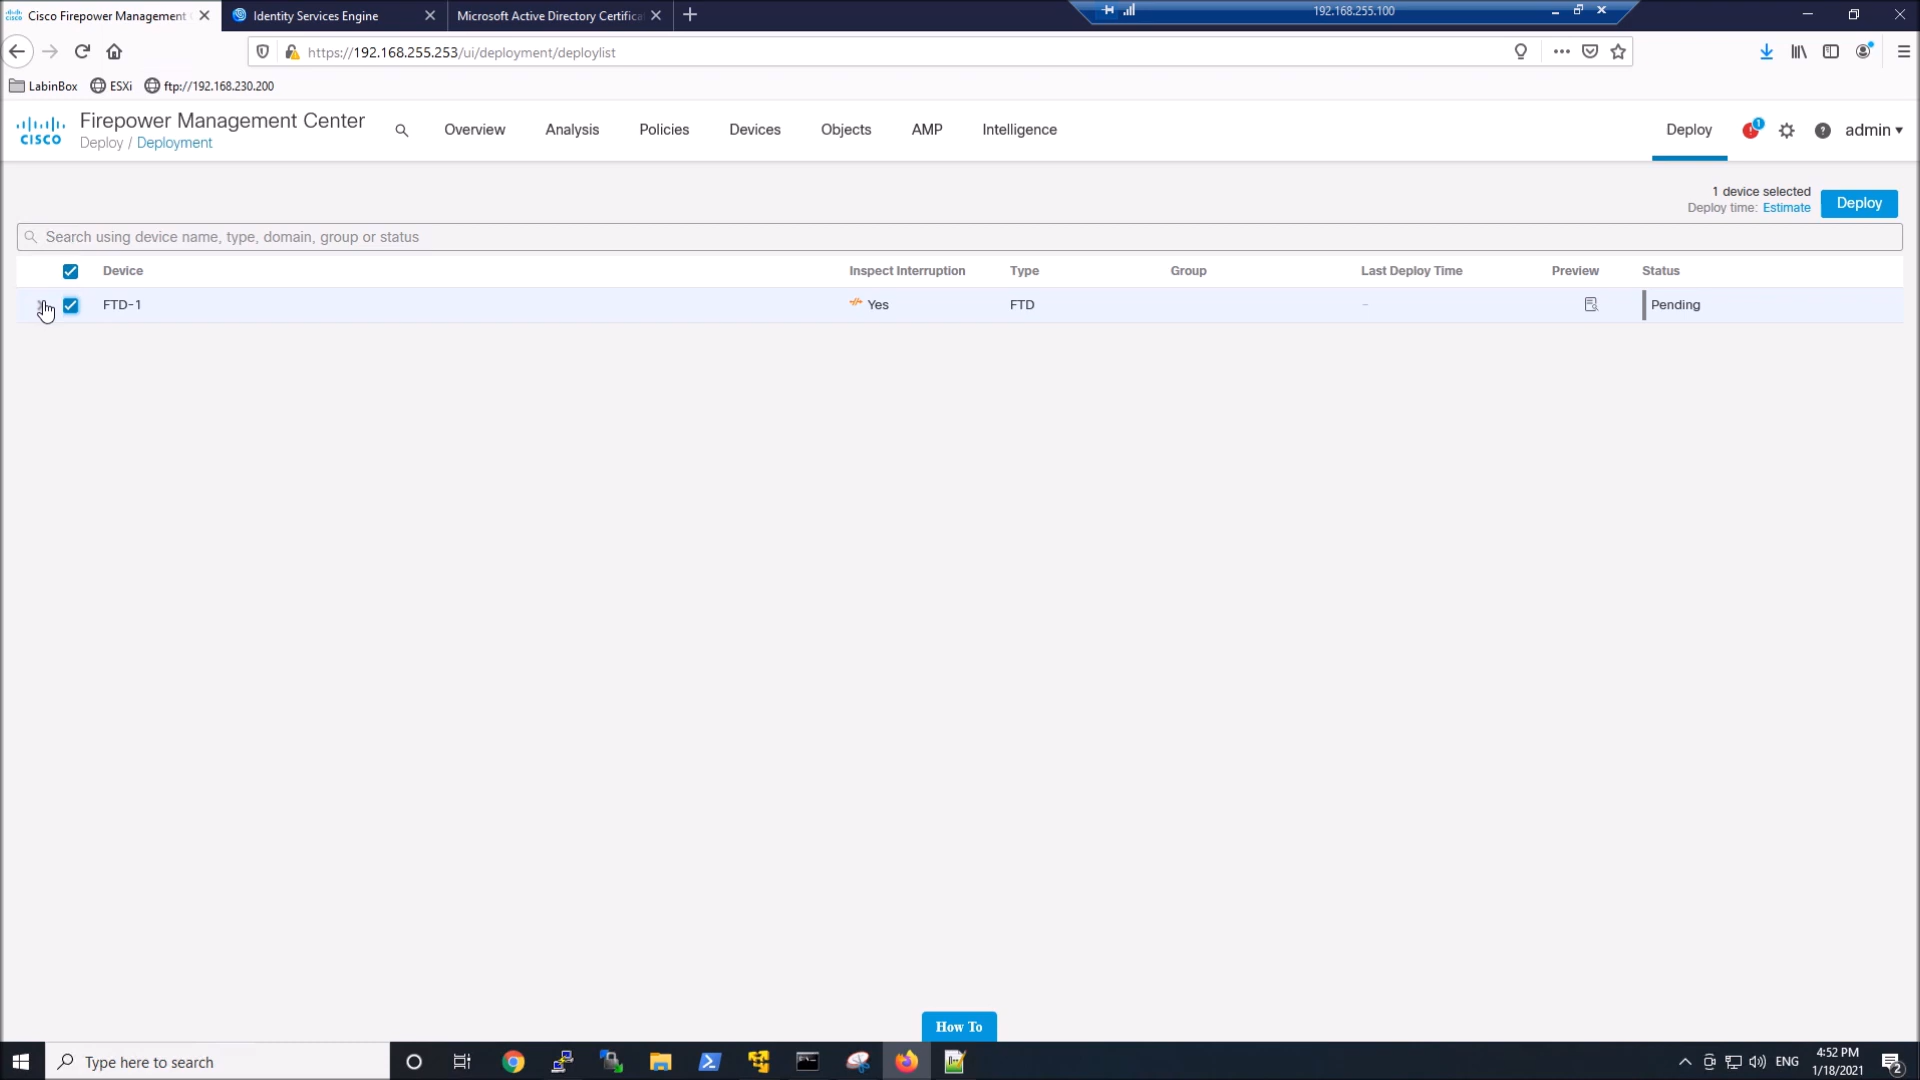 Cisco Firepower Management
Identity Services Engine
Microsoft Active Directory Certifica
192.168.255.100
https://192.168.255.253/ui/deployment/deploylist
LabinBox
ESXi
ftp://192.168.230.200
CISCO
Firepower Management Center
Deploy / Deployment
Overview
Analysis
Policies
Devices
Objects
AMP
Intelligence
Deploy
1
admin
1 device selected
Deploy time: Estimate
Deploy
Search using device name, type, domain, group or status
Device
Inspect Interruption
Type
Group
Last Deploy Time
Preview
Status
FTD-1
Yes
FTD
-
Pending
How To
Type here to search
ENG
4:52 PM
1/18/2021
2